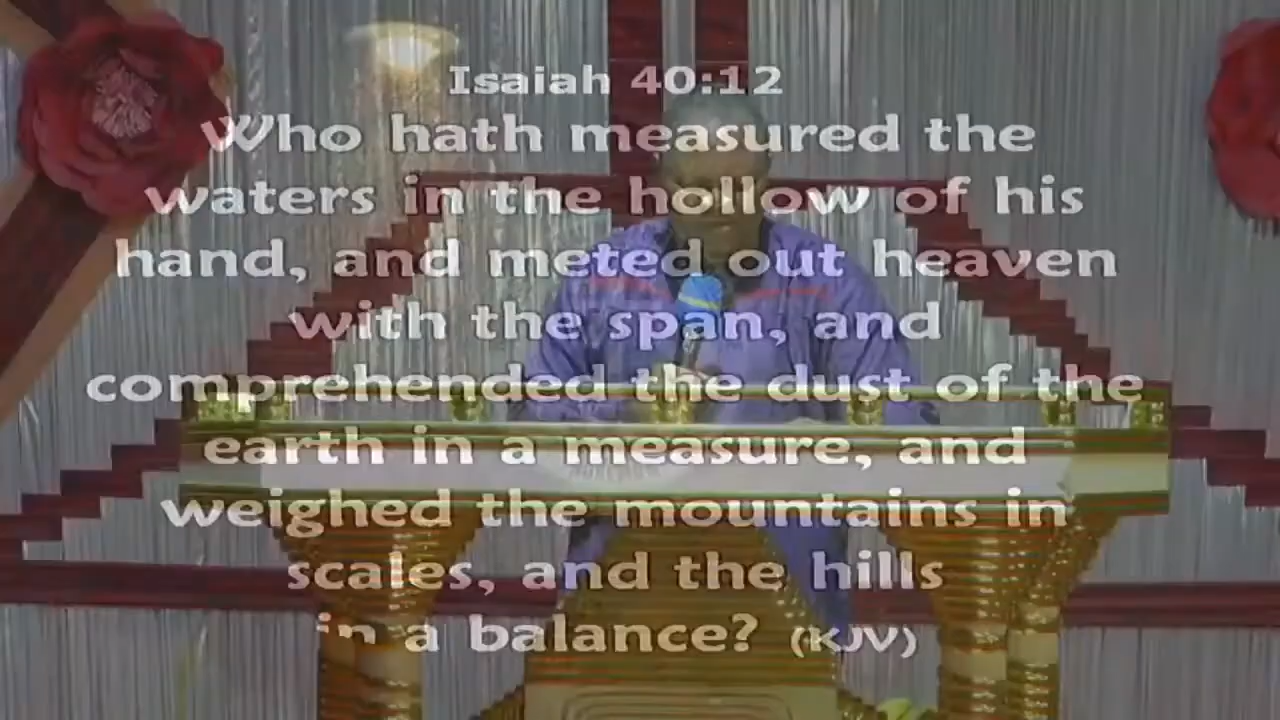 Isaiah 40:12
Who hath measured the
waters in the hollow of his
hand, and meted out heaven
with the span, and
comprehended the dust of the
earth in a measure, and
weighed the mountains in
scales, and the hills
in a balance? (KJV)